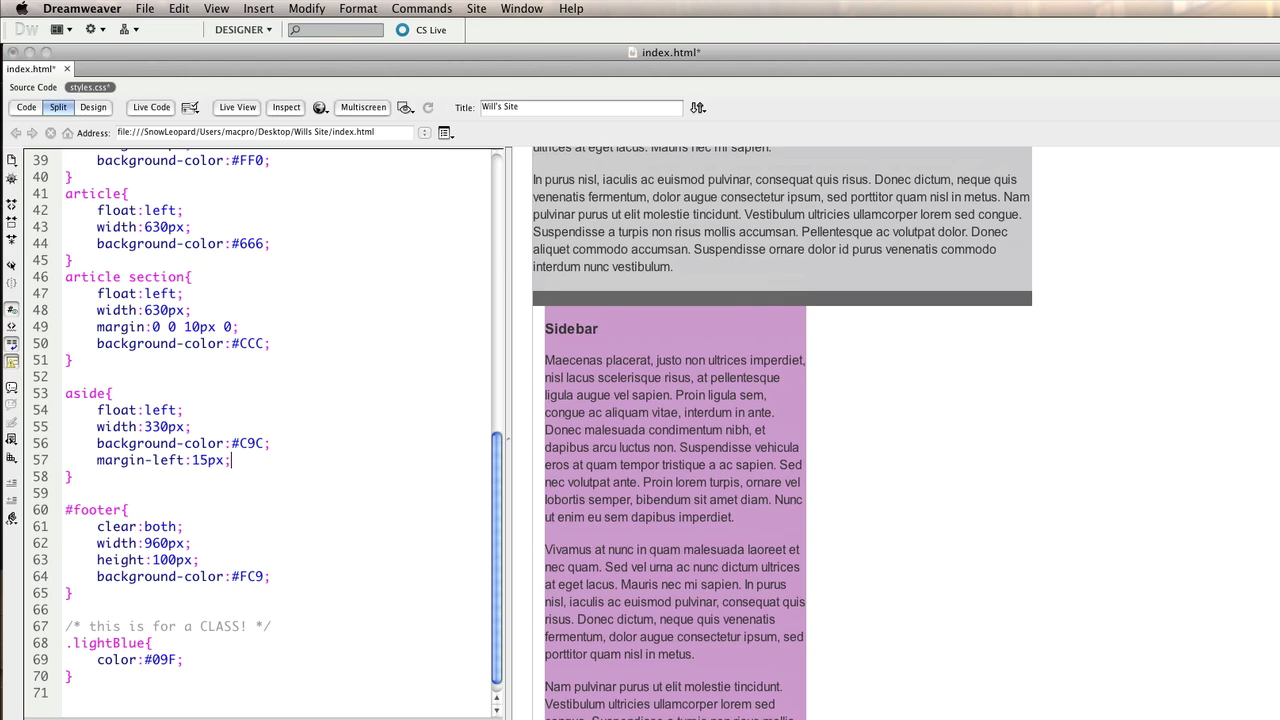 Dreamweaver File Edit View Insert Modify Format Commands Site Window Help
Dw DESIGNER CS Live
index.html*
index.html*
Source Code styles.css*
Code Split Design Live Code Live View Inspect Multiscreen Title: Will's Site
Address: file:///SnowLeopard/Users/macpro/Desktop/Wills Site/index.html
39
background-color:#FF0;
40 }
41 article{
42 float:left;
43 width:630px;
44 background-color:#666;
45 }
46 article section{
47 float:left;
48 width:630px;
49 margin:0 0 10px 0;
50 background-color:#CCC;
51 }
52
53 aside{
54 float:left;
55 width:330px;
56 background-color:#C9C;
57 margin-left:15px;
58 }
59
60 #footer{
61 clear:both;
62 width:960px;
63 height:100px;
64 background-color:#FC9;
65 }
66
67 /* this is for a CLASS! */
68 .lightBlue{
69 color:#09F;
70 }
71
ultrices at eget lacus. Mauris nec mi sapien.
In purus nisl, iaculis ac euismod pulvinar, consequat quis risus. Donec dictum, neque quis
venenatis fermentum, dolor augue consectetur ipsum, sed porttitor quam nisl in metus. Nam
pulvinar purus ut elit molestie tincidunt. Vestibulum ultricies ullamcorper lorem sed congue.
Suspendisse a turpis non risus mollis accumsan. Pellentesque ac volutpat dolor. Donec
aliquet commodo accumsan. Suspendisse ornare dolor id purus venenatis commodo
interdum nunc vestibulum.
Sidebar
Maecenas placerat, justo non ultrices imperdiet,
nisl lacus scelerisque risus, at pellentesque
ligula augue vel sapien. Proin ligula sem,
congue ac aliquam vitae, interdum in ante.
Donec malesuada condimentum nibh, et
dapibus arcu luctus non. Suspendisse vehicula
eros at quam tempor tristique a ac sapien. Sed
nec volutpat ante. Proin lorem turpis, ornare vel
lobortis semper, bibendum sit amet diam. Nunc
ut enim eu sem dapibus imperdiet.
Vivamus at nunc in quam malesuada laoreet et
nec quam. Sed vel urna ac nunc dictum ultrices
at eget lacus. Mauris nec mi sapien. In purus
nisl, iaculis ac euismod pulvinar, consequat quis
risus. Donec dictum, neque quis venenatis
fermentum, dolor augue consectetur ipsum, sed
porttitor quam nisl in metus.
Nam pulvinar purus ut elit molestie tincidunt.
Vestibulum ultricies ullamcorper lorem sed